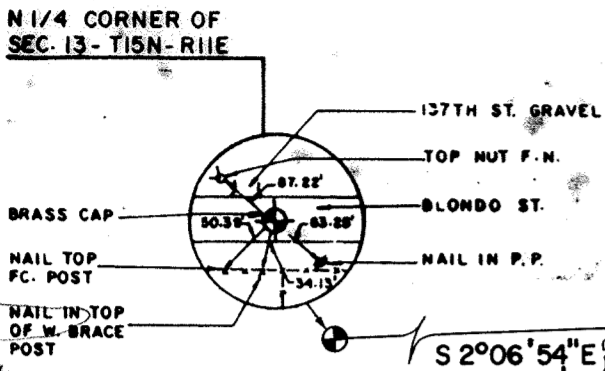 N 1/4 CORNER OF
SEC. 13 - T15N - R11E
137TH ST. GRAVEL
TOP NUT F.N.
87.22'
BRASS CAP
BLONDO ST.
50.39'
63.25'
NAIL TOP
FC. POST
NAIL IN P.P.
34.13'
NAIL IN TOP
OF W. BRACE
POST
S 2°06'54"E